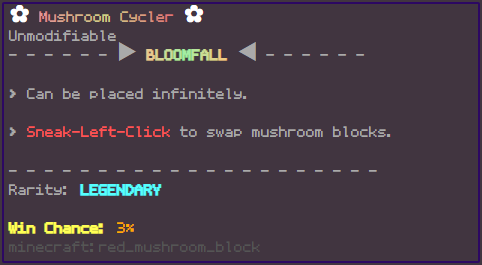 ✿ Mushroom Cycler ✿
Unmodifiable
- - - - - - ▶ BLOOMFALL ◀ - - - - - -
> Can be placed infinitely.
> Sneak-Left-Click to swap mushroom blocks.
- - - - - - - - - - - - - - - - - - - - - -
Rarity: LEGENDARY
Win Chance: 3%
minecraft:red_mushroom_block